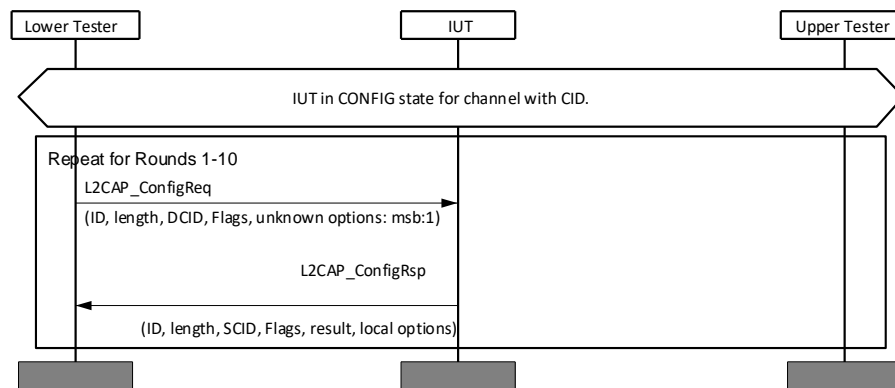 Lower Tester
IUT
Upper Tester
IUT in CONFIG state for channel with CID.
Repeat for Rounds 1-10
L2CAP_ConfigReq
(ID, length, DCID, Flags, unknown options: msb:1)
L2CAP_ConfigRsp
(ID, length, SCID, Flags, result, local options)